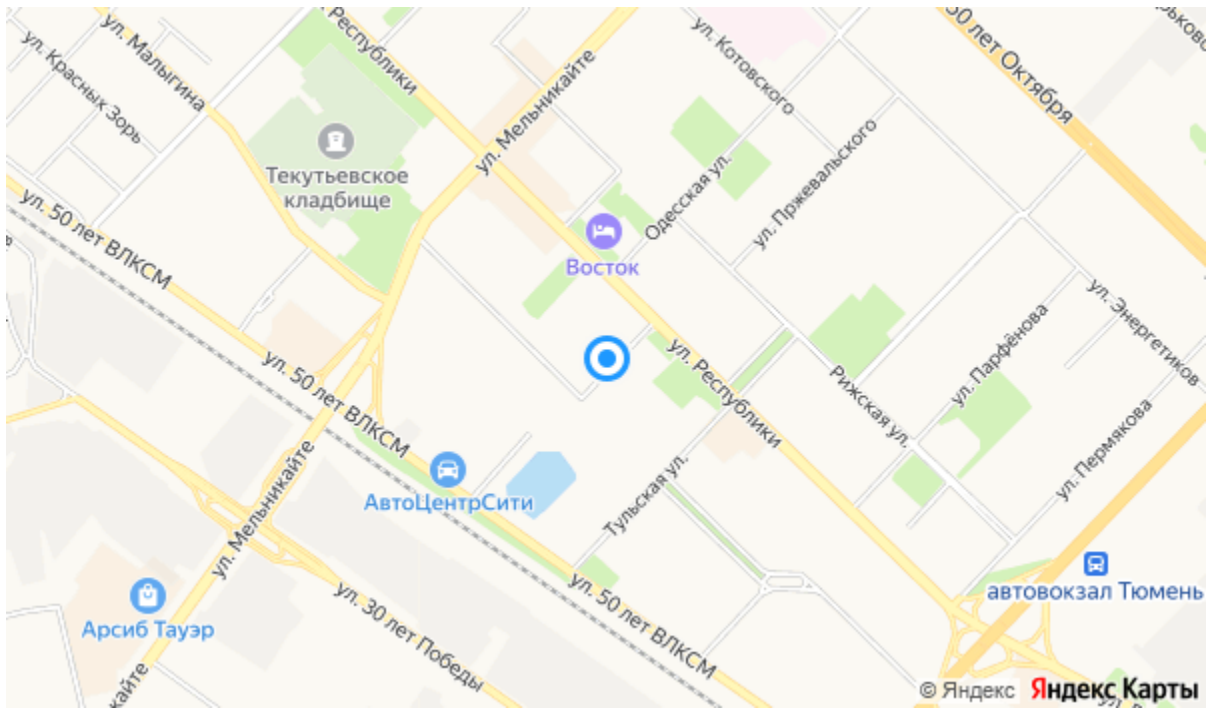 ул. Малыгина
Республики
ул. Котовского
50 лет Октября
ул. Красных Зорь
ул. Мельникайте
Текутьевское
кладбище
ул. Пржевальского
Одесская ул.
ул. 50 лет ВЛКСМ
Восток
ул. Энергетиков
ул. Парфёнова
ул. Республики
Рижская ул.
ул. 50 лет ВЛКСМ
ул. Пермякова
АвтоЦентрСити
ул. Мельникайте
Тульская ул.
автовокзал Тюмень
Арсиб Тауэр
ул. 30 лет Победы
ул. 50 лет ВЛКСМ
кайте
© Яндекс Яндекс Карты